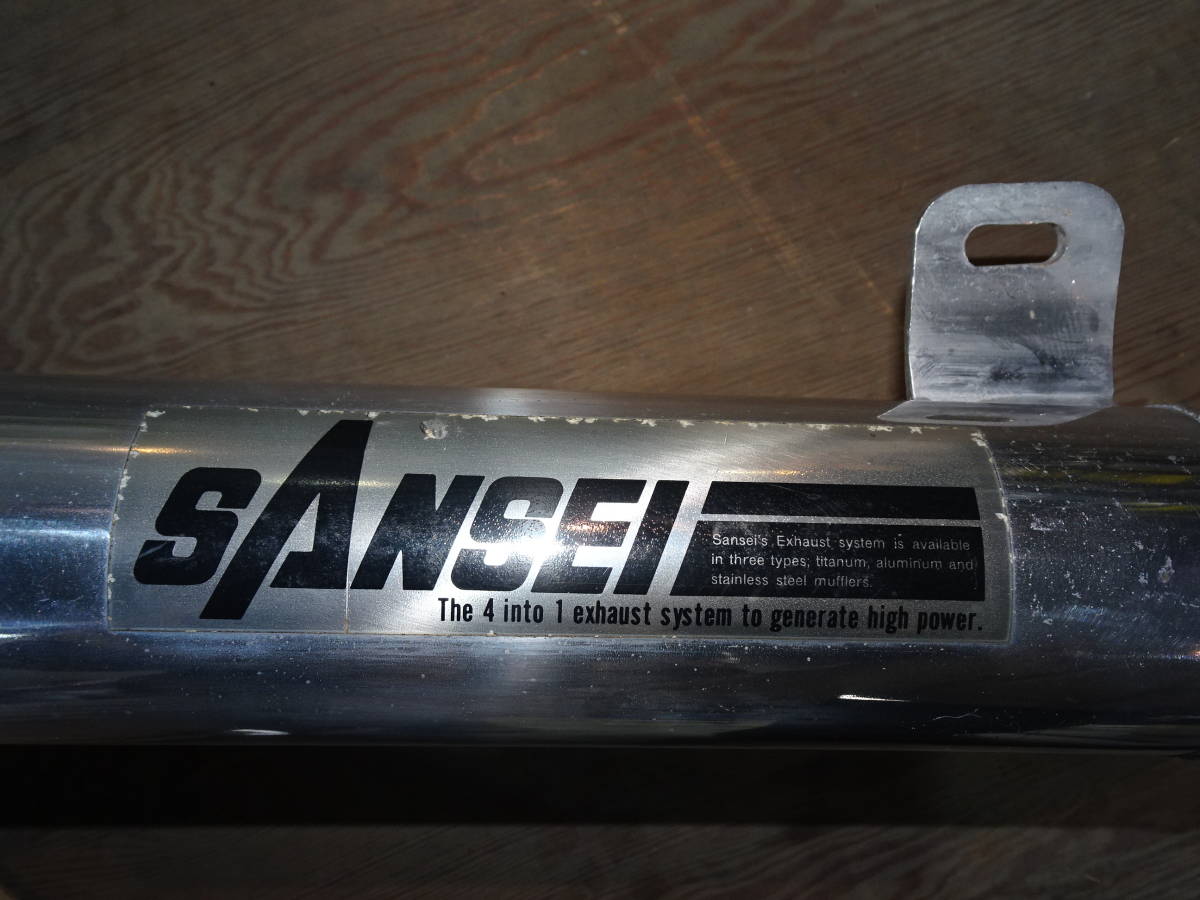 SANSEI
Sansei's Exhaust system is available
in three types; titanum, aluminum and
stainless steel mufflers.
The 4 into 1 exhaust system to generate high power.